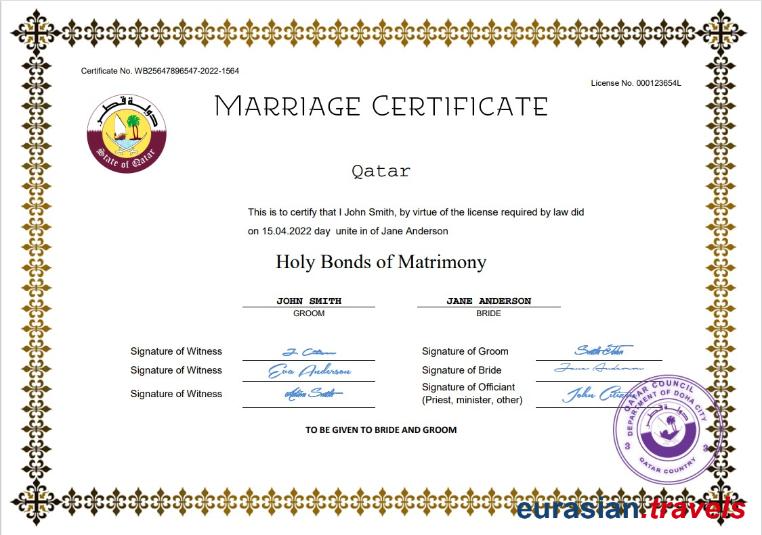 Certificate No. WB25647896547-2022-1564
License No. 000123654L
دولة قطر
State of Qatar
MARRIAGE CERTIFICATE
Qatar
This is to certify that I John Smith, by virtue of the license required by law did
on 15.04.2022 day unite in of Jane Anderson
Holy Bonds of Matrimony
JOHN SMITH
JANE ANDERSON
GROOM
BRIDE
Signature of Witness
Signature of Groom
Signature of Witness Eva Anderson
Signature of Bride Jane Anderson
Signature of Witness
Signature of Officiant
(Priest, minister, other) John
TO BE GIVEN TO BRIDE AND GROOM
QATAR COUNCIL
DEPARTMENT OF DOHA CITY
دولة قطر
3 3
QATAR COUNTRY
eurasian.travels